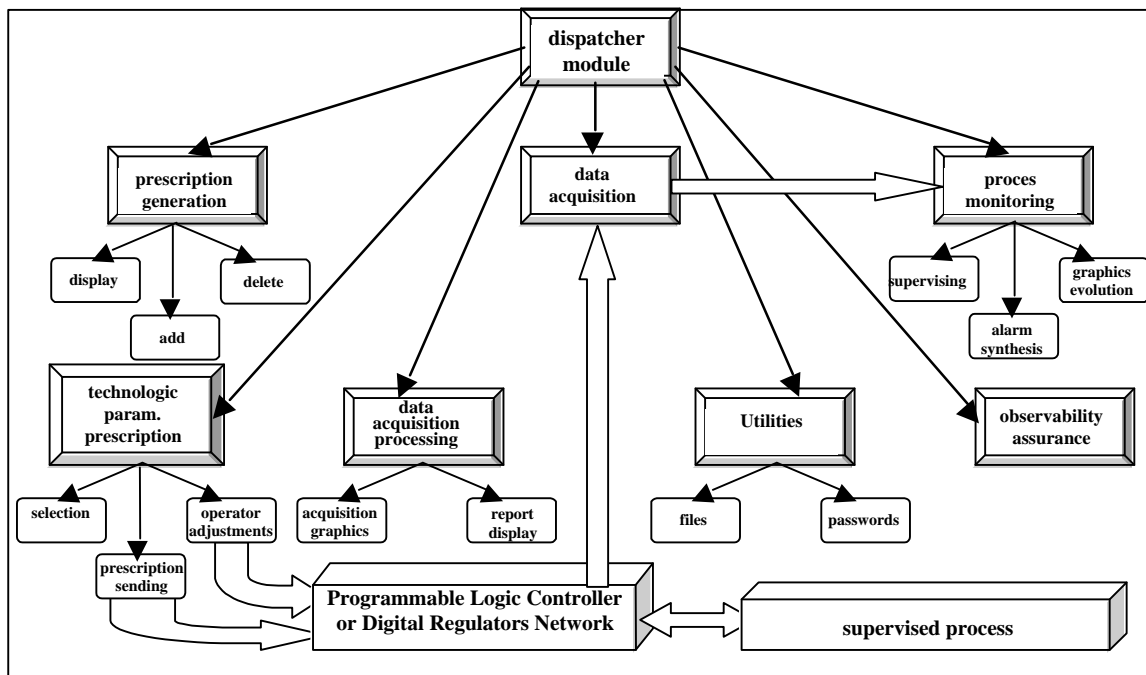 dispatcher
module
prescription
generation
data
acquisition
proces
monitoring
display
delete
add
supervising
graphics
evolution
alarm
synthesis
technologic
param.
prescription
data
acquisition
processing
Utilities
observability
assurance
selection
operator
adjustments
prescription
sending
acquisition
graphics
report
display
files
passwords
Programmable Logic Controller
or Digital Regulators Network
supervised process